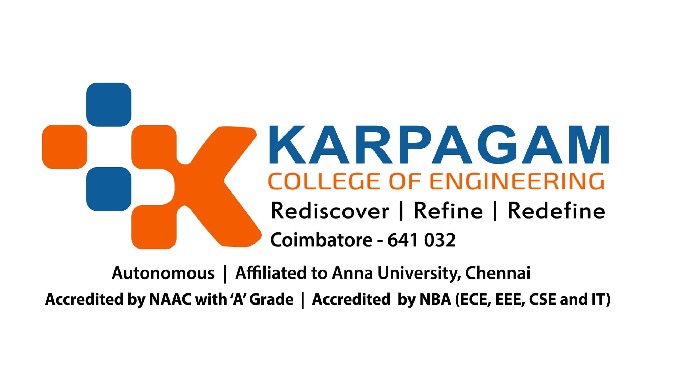 KARPAGAM
COLLEGE OF ENGINEERING
Rediscover | Refine | Redefine
Coimbatore - 641 032
Autonomous | Affiliated to Anna University, Chennai
Accredited by NAAC with 'A' Grade | Accredited by NBA (ECE, EEE, CSE and IT)